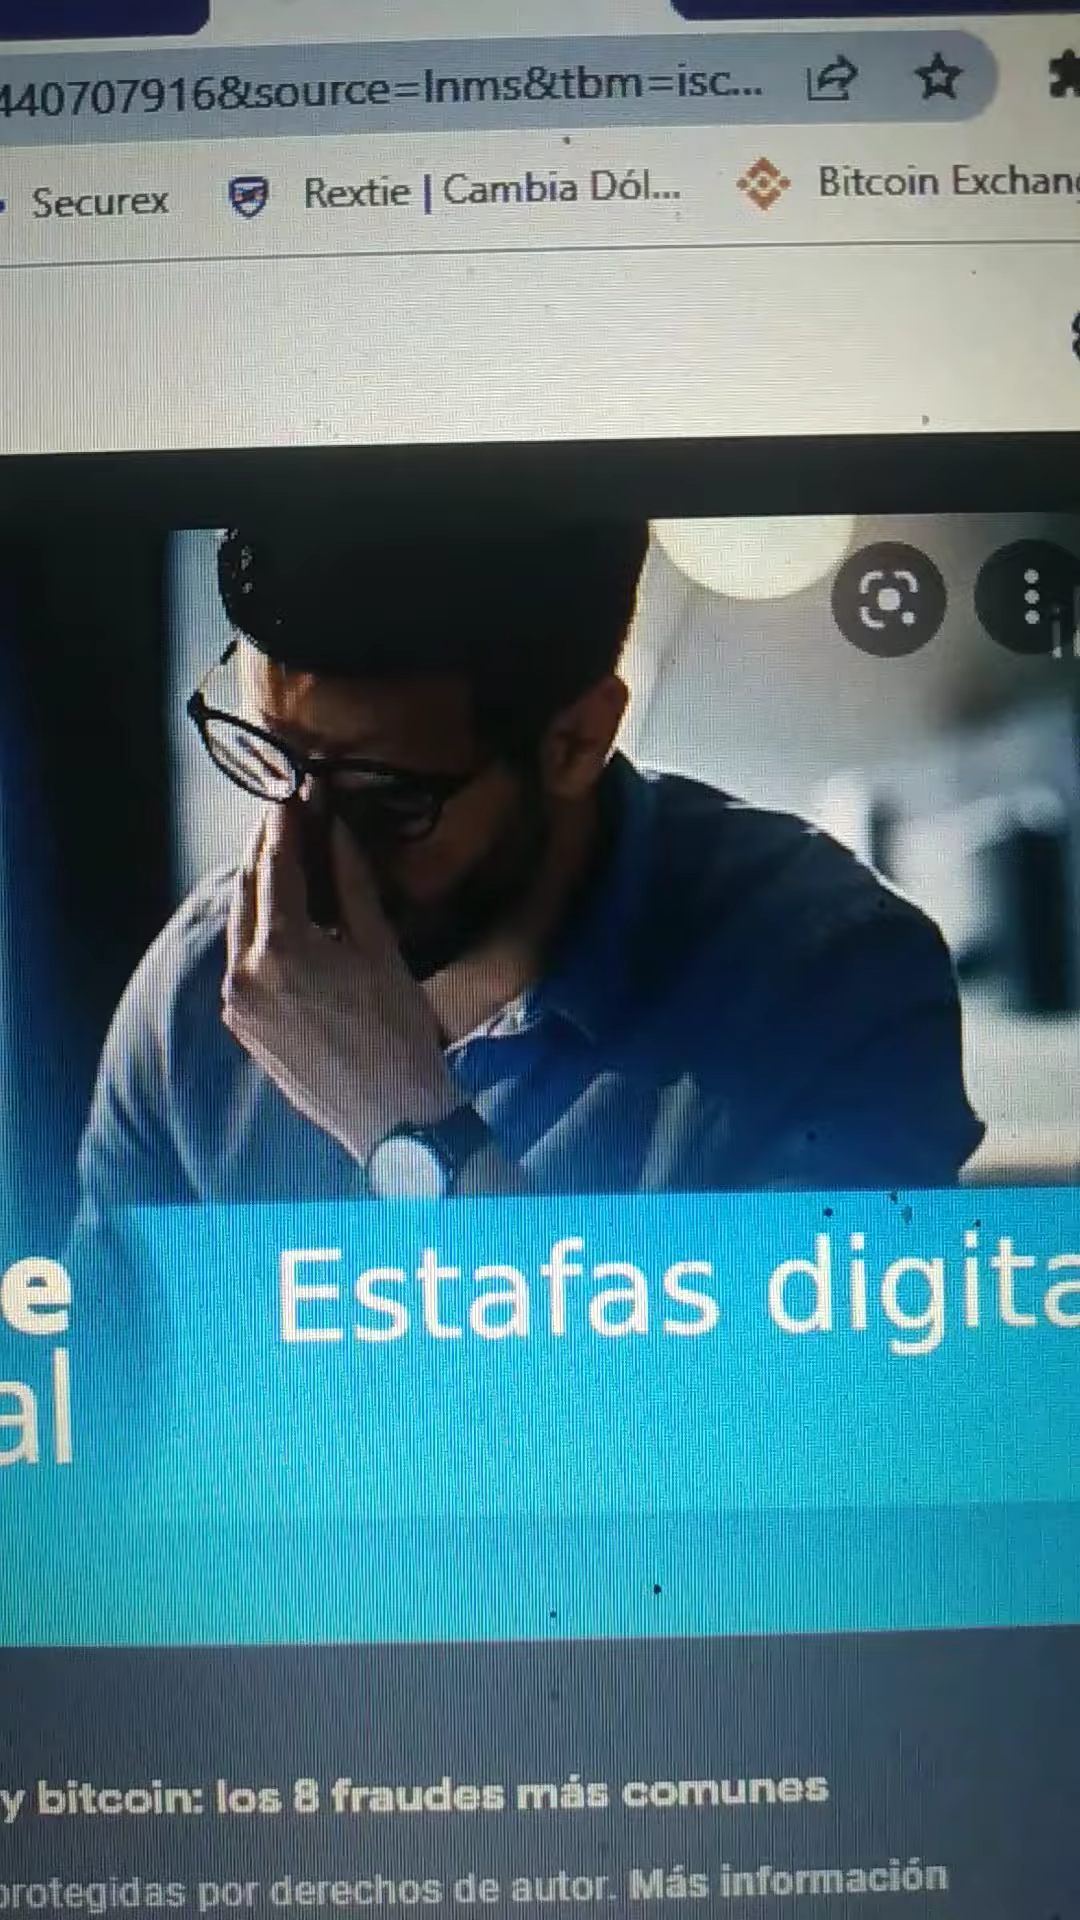 440707916&source=lnms&tbm=isc...
Securex
Rextie | Cambia Dól...
Bitcoin Exchang
e
al
Estafas digita
y bitcoin: los 8 fraudes más comunes
protegidas por derechos de autor. Más información